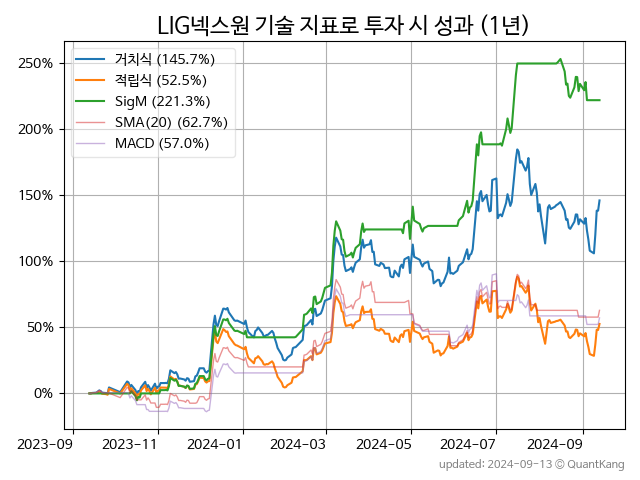 LIG넥스원 기술 지표로 투자 시 성과 (1년)
거치식 (145.7%)
적립식 (52.5%)
SigM (221.3%)
SMA(20) (62.7%)
MACD (57.0%)
250%
200%
150%
100%
50%
0%
2023-09 2023-11 2024-01 2024-03 2024-05 2024-07 2024-09
updated: 2024-09-13 © QuantKang